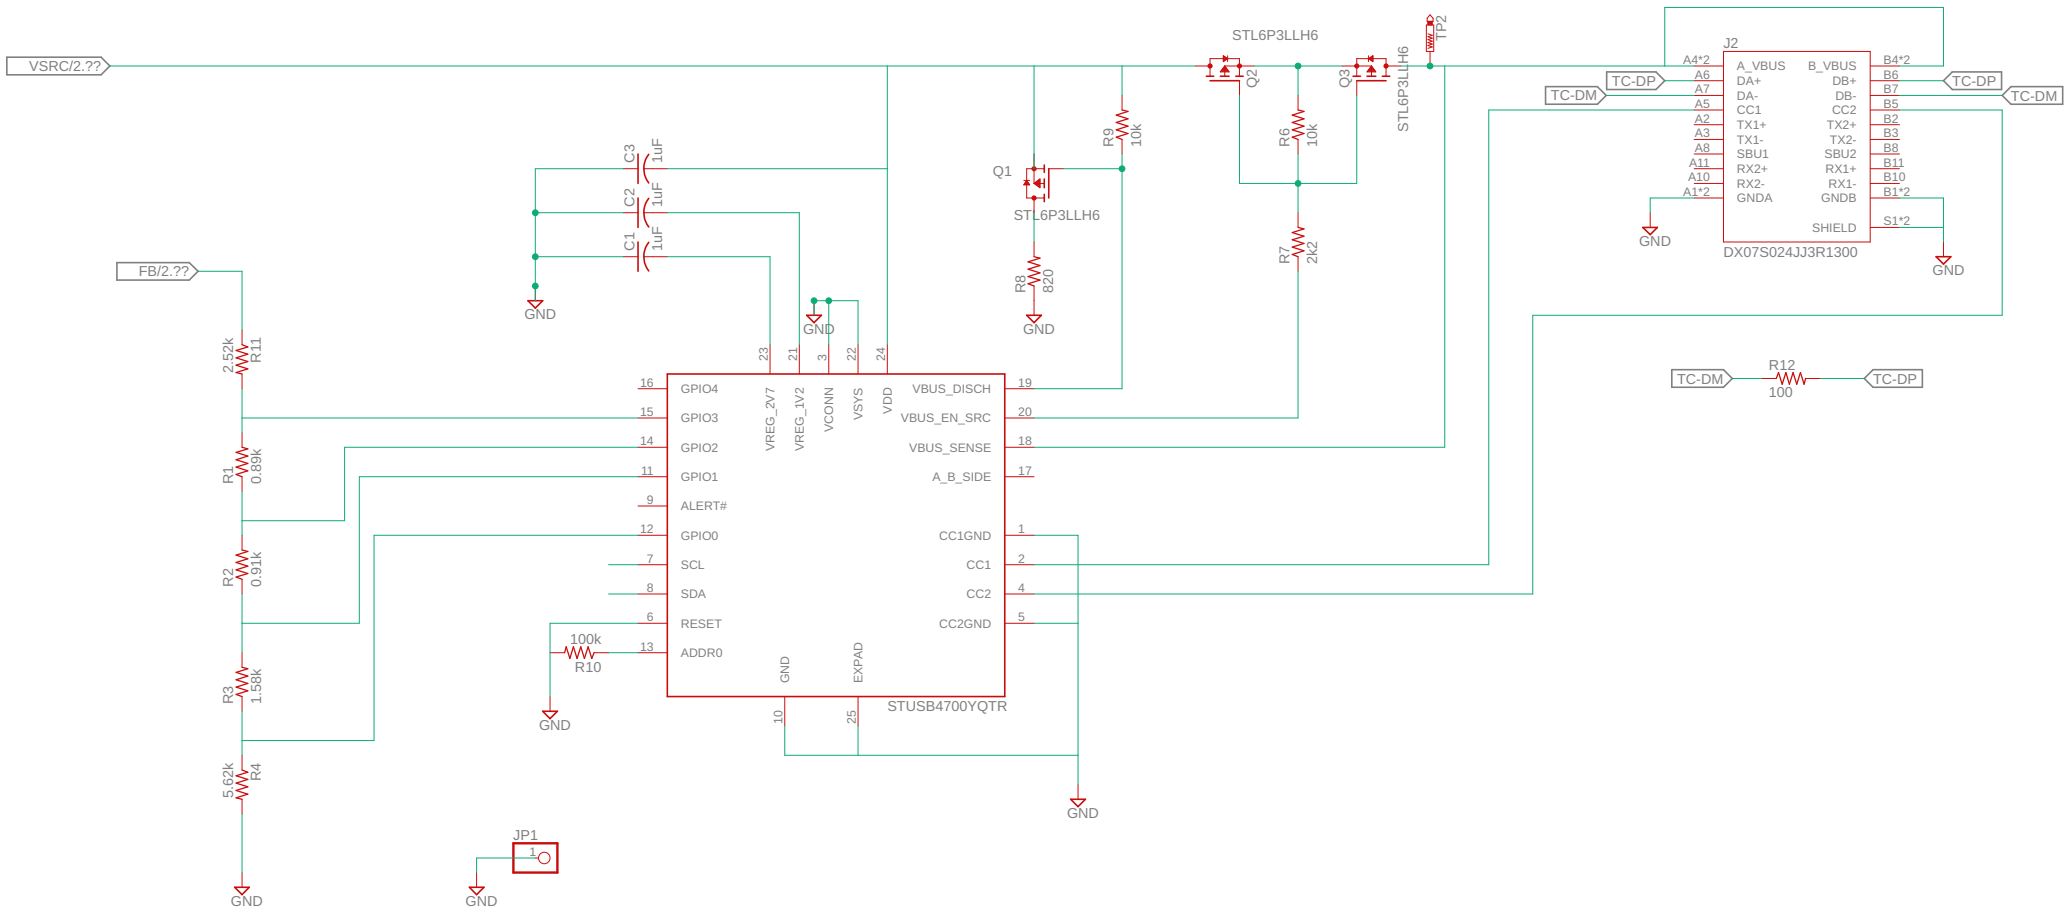 VSRC/2.??
STL6P3LLH6
Q2
Q3
STL6P3LLH6
TP2
R9
10k
R6
10k
J2
A4*2
A_VBUS
B_VBUS
B4*2
TC-DP
A6
DA+
DB+
B6
TC-DP
TC-DM
A7
DA-
DB-
B7
TC-DM
A5
CC1
CC2
B5
A2
TX1+
TX2+
B2
A3
TX1-
TX2-
B3
A8
SBU1
SBU2
B8
A11
RX2+
RX1+
B11
A10
RX2-
RX1-
B10
A1*2
GNDA
GNDB
B1*2
SHIELD
S1*2
GND
DX07S024JJ3R1300
GND
C3
1uF
C2
1uF
C1
1uF
GND
Q1
STL6P3LLH6
R8
820
GND
R7
2k2
FB/2.??
2.52k
R11
R1
0.89k
R2
0.91k
R3
1.58k
5.62k
R4
GND
GND
23
21
3
22
24
VREG_2V7
VREG_1V2
VCONN
VSYS
VDD
16
GPIO4
15
GPIO3
14
GPIO2
11
GPIO1
9
ALERT#
12
GPIO0
7
SCL
8
SDA
6
RESET
13
ADDR0
VBUS_DISCH
19
VBUS_EN_SRC
20
VBUS_SENSE
18
A_B_SIDE
17
CC1GND
1
CC1
2
CC2
4
CC2GND
5
GND
EXPAD
10
25
STUSB4700YQTR
100k
R10
GND
GND
TC-DM
R12
100
TC-DP
JP1
1
GND